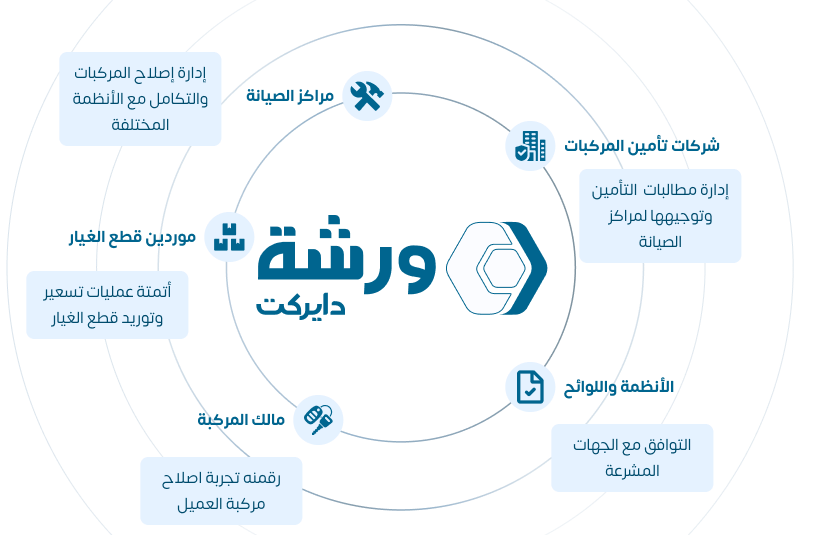 شركات تأمين المركبات
إدارة مطالبات التأمين
وتوجيهها لمراكز
الصيانة
مراكز الصيانة
إدارة إصلاح المركبات
والتكامل مع الأنظمة
المختلفة
ورشة
دايركت
موردين قطع الغيار
أتمتة عمليات تسعير
وتوريد قطع الغيار
الأنظمة واللوائح
التوافق مع الجهات
المشرعة
مالك المركبة
رقمنه تجربة اصلاح
مركبة العميل